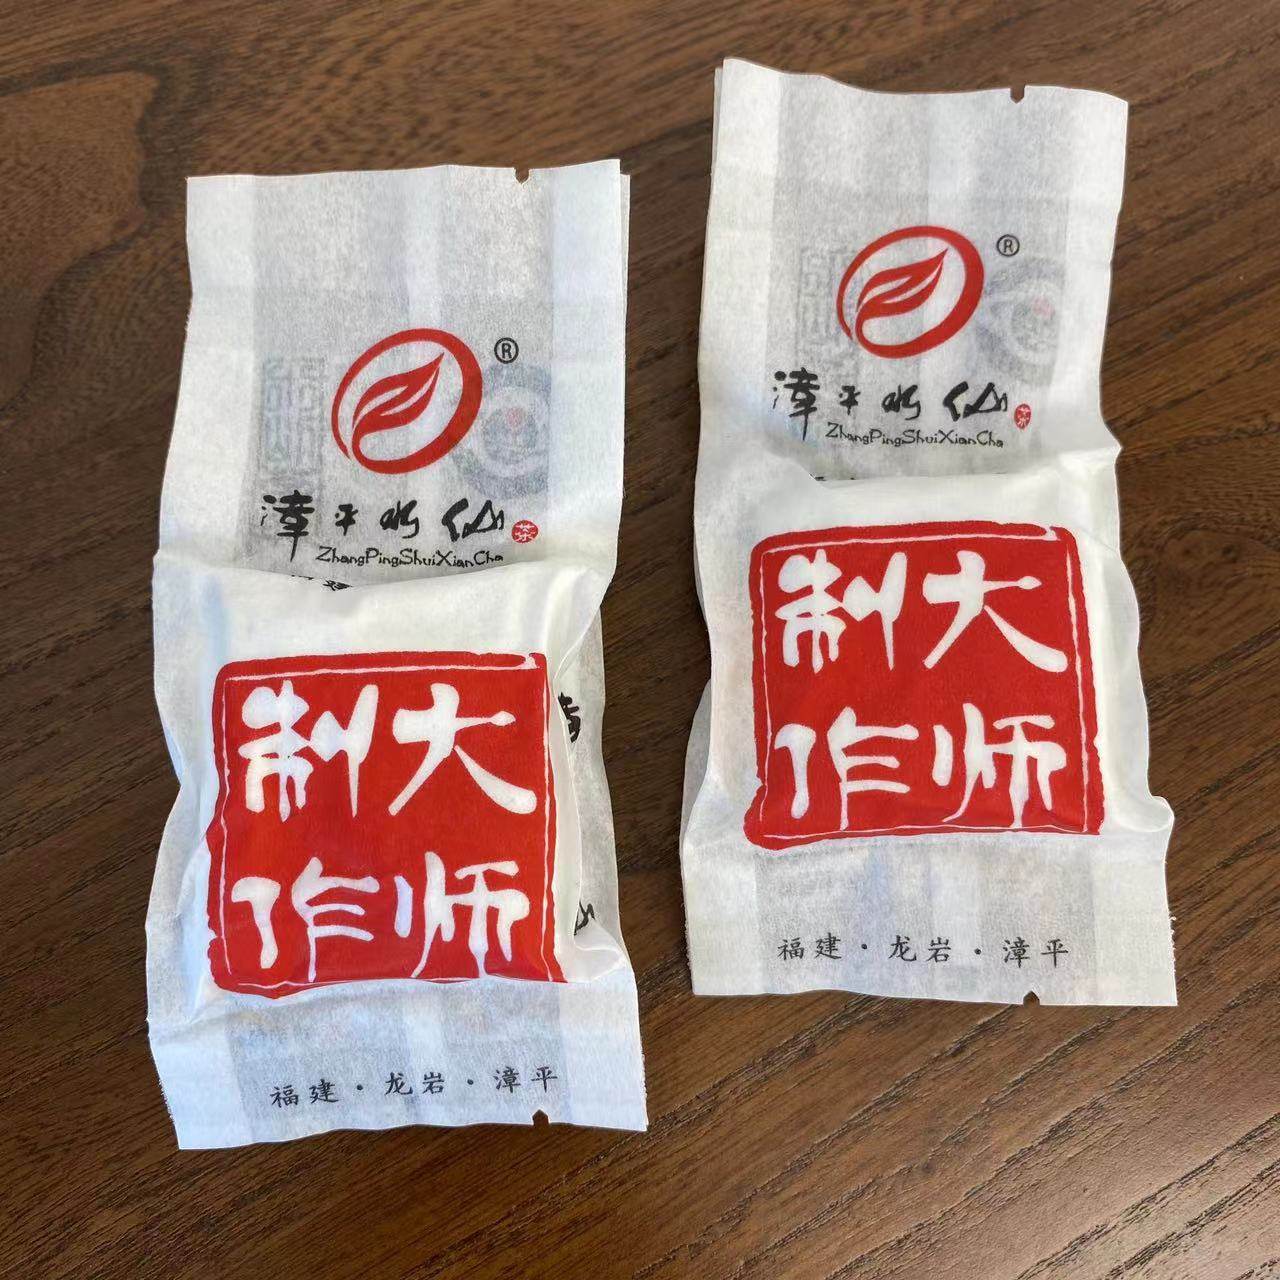 ®
漳平水仙 茶
ZhangPingShuiXianCha
大师
制作
福建·龙岩·漳平
®
漳平水仙 茶
ZhangPingShuiXianCha
大师
制作
福建·龙岩·漳平